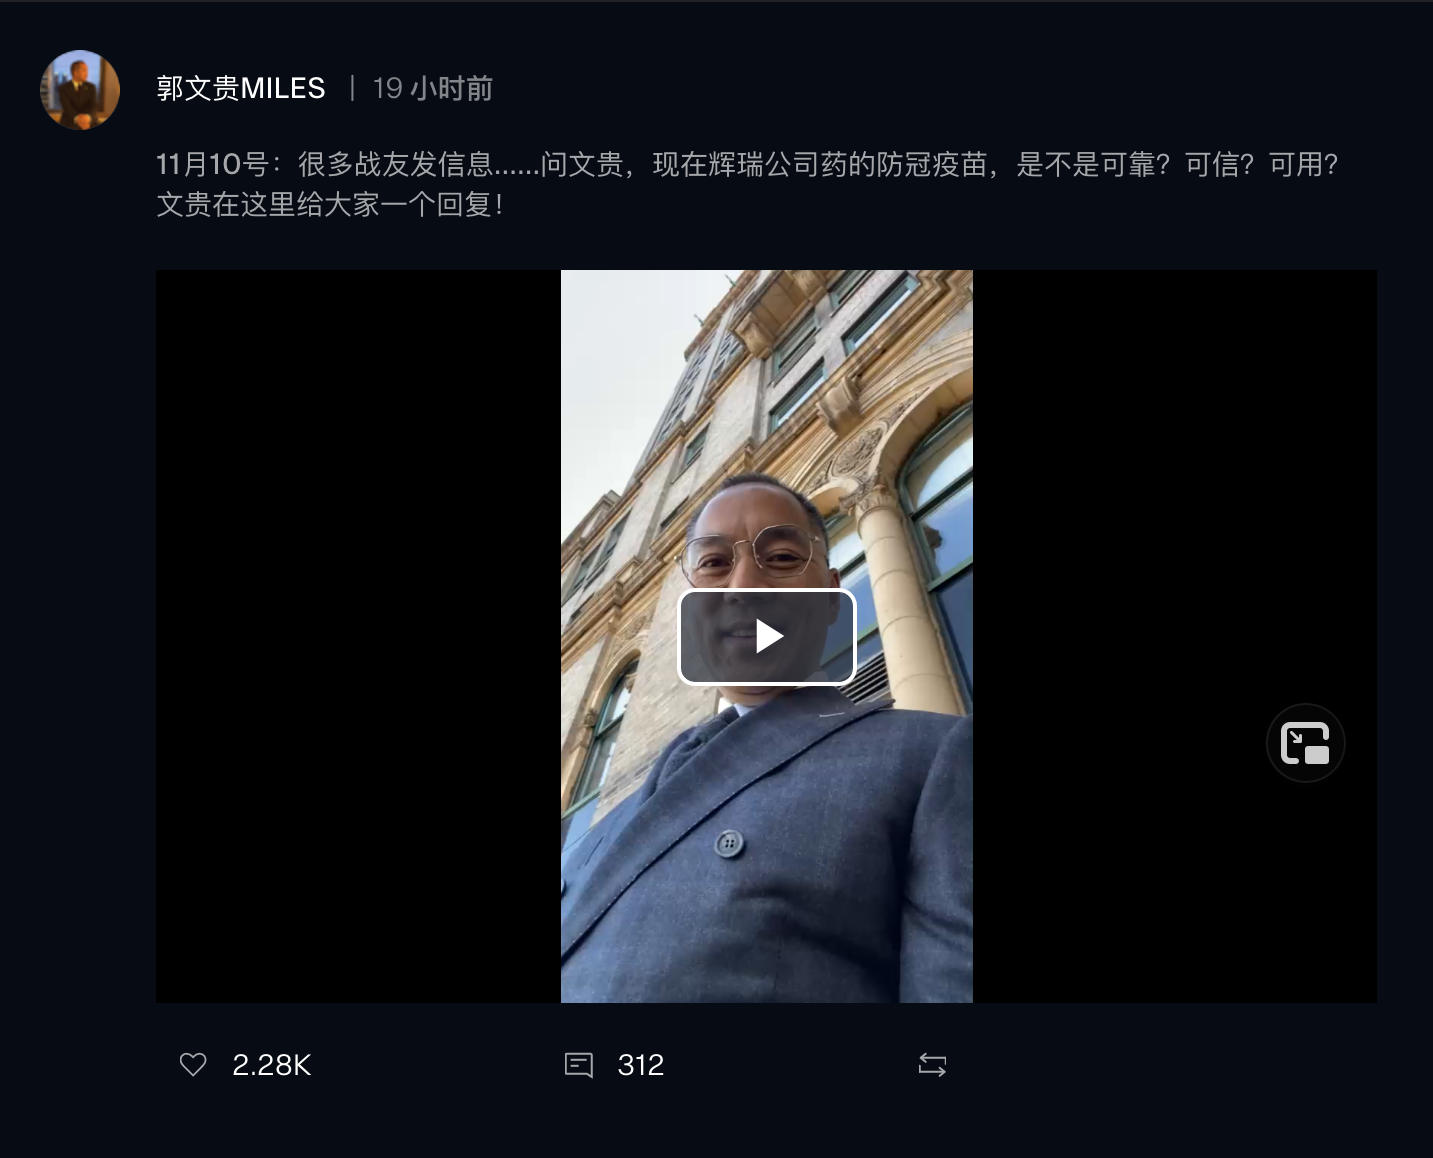 郭文贵MILES | 19 小时前
11月10号：很多战友发信息......问文贵，现在辉瑞公司药的防冠疫苗，是不是可靠？可信？可用？
文贵在这里给大家一个回复！
2.28K
312